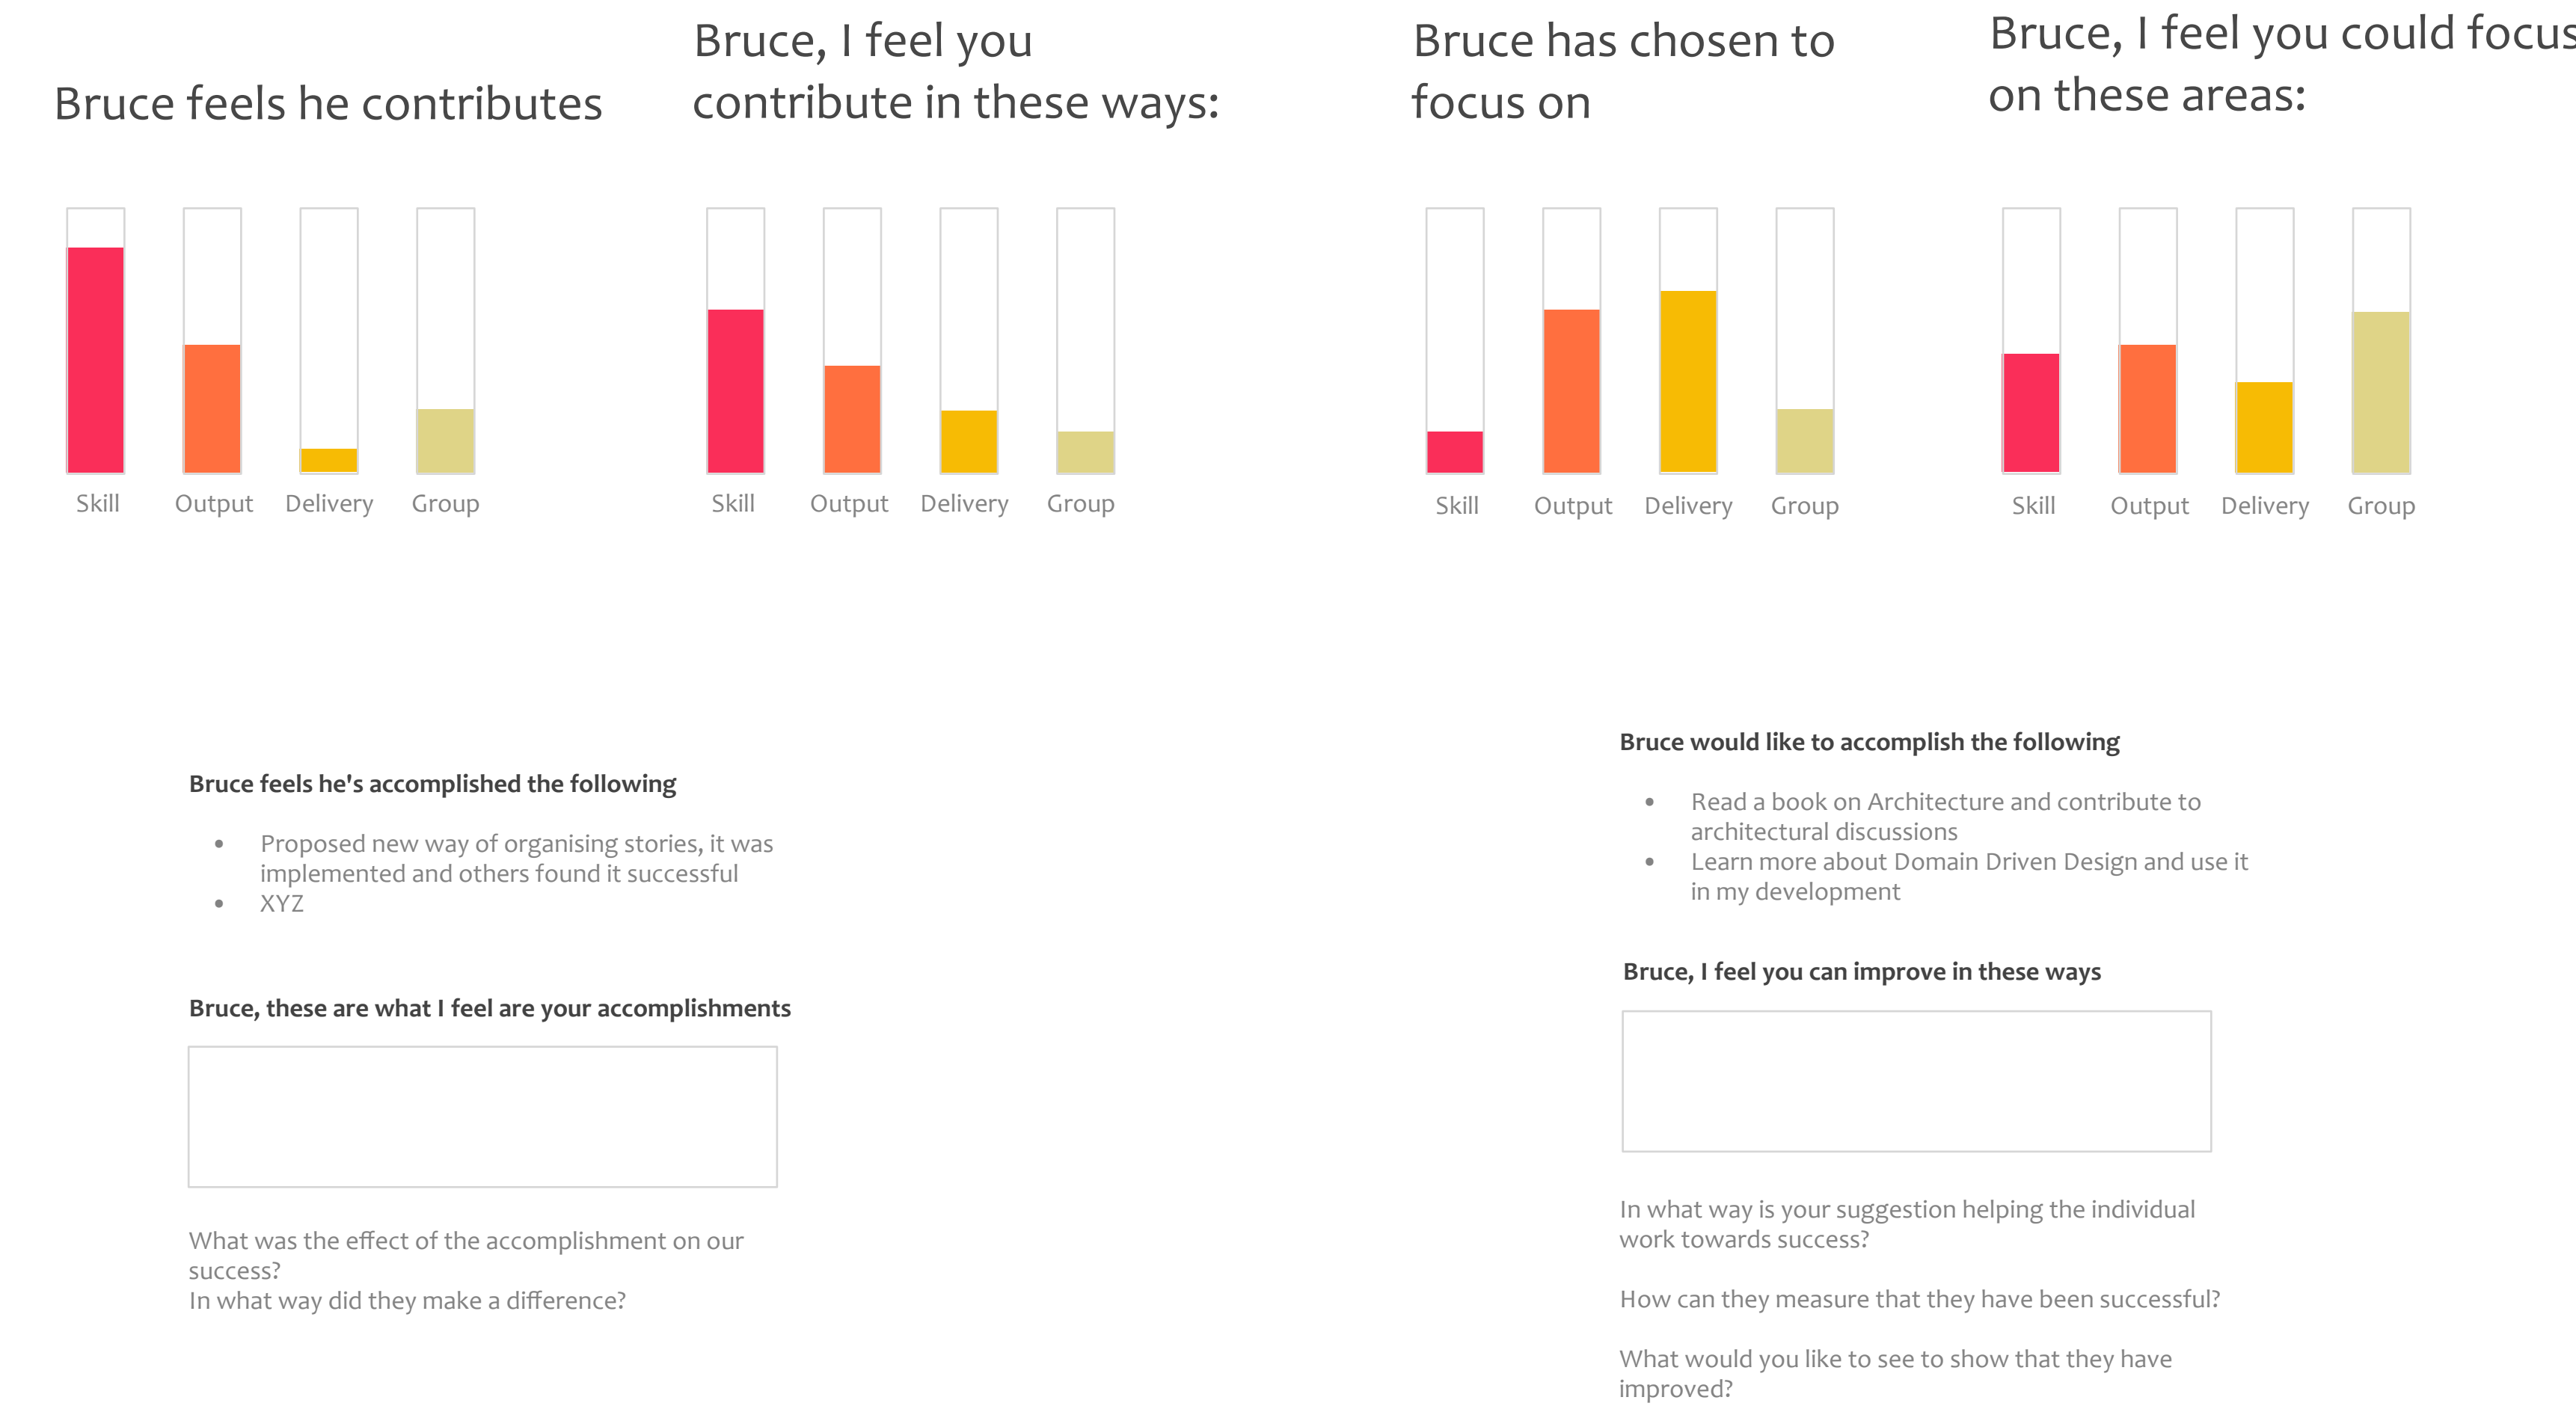 Bruce feels he contributes
Bruce, I feel you
contribute in these ways:
Bruce has chosen to
focus on
Bruce, I feel you could focus
on these areas:
Skill
Output
Delivery
Group
Skill
Output
Delivery
Group
Skill
Output
Delivery
Group
Skill
Output
Delivery
Group
Bruce feels he's accomplished the following
• Proposed new way of organising stories, it was
implemented and others found it successful
• XYZ
Bruce, these are what I feel are your accomplishments
What was the effect of the accomplishment on our
success?
In what way did they make a difference?
Bruce would like to accomplish the following
• Read a book on Architecture and contribute to
architectural discussions
• Learn more about Domain Driven Design and use it
in my development
Bruce, I feel you can improve in these ways
In what way is your suggestion helping the individual
work towards success?
How can they measure that they have been successful?
What would you like to see to show that they have
improved?